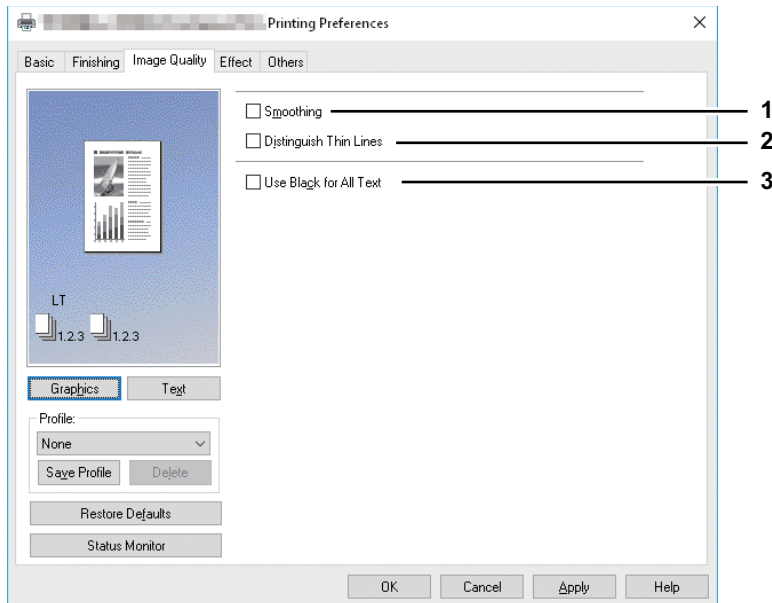 Printing Preferences
Basic Finishing Image Quality Effect Others
Smoothing 1
Distinguish Thin Lines 2
Use Black for All Text 3
LT
1.2.3 1.2.3
Graphics Text
Profile:
None
Save Profile Delete
Restore Defaults
Status Monitor
OK Cancel Apply Help